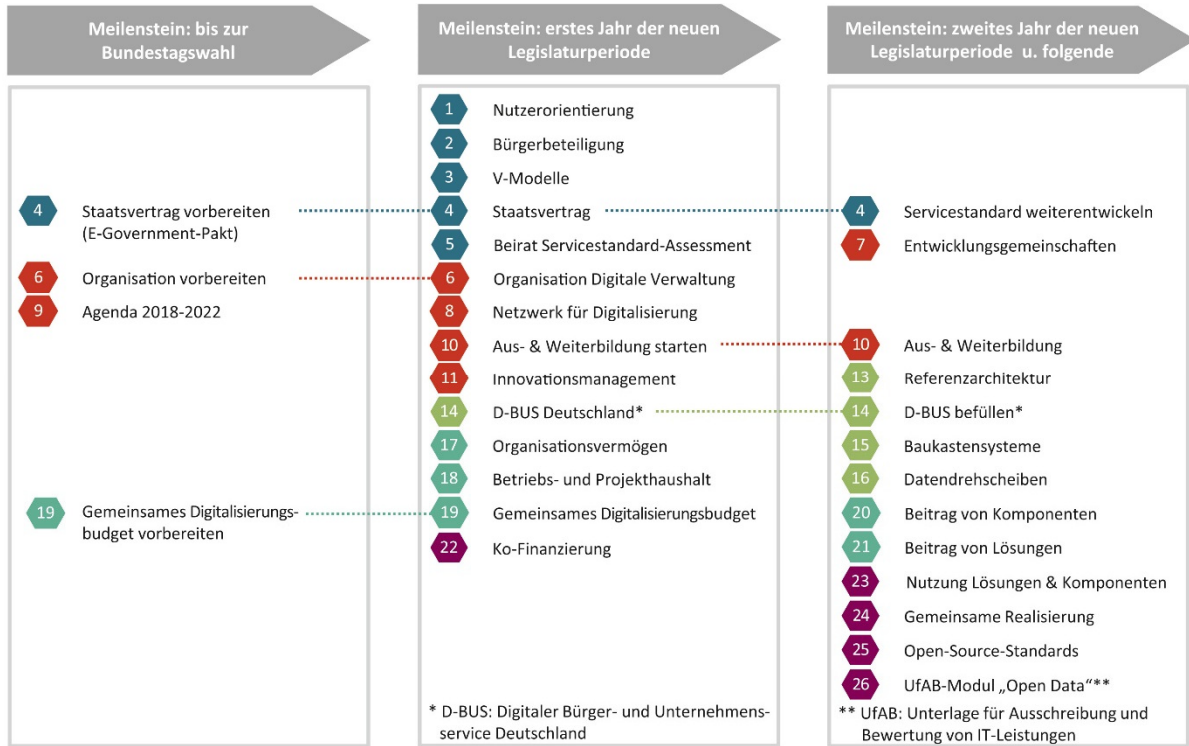 Meilenstein: bis zur
Bundestagswahl
4
Staatsvertrag vorbereiten
(E-Government-Pakt)
6
Organisation vorbereiten
9
Agenda 2018-2022
19
Gemeinsames Digitalisierungs-
budget vorbereiten
Meilenstein: erstes Jahr der neuen
Legislaturperiode
1
Nutzerorientierung
2
Bürgerbeteiligung
3
V-Modelle
4
Staatsvertrag
5
Beirat Servicestandard-Assessment
6
Organisation Digitale Verwaltung
8
Netzwerk für Digitalisierung
10
Aus- & Weiterbildung starten
11
Innovationsmanagement
14
D-BUS Deutschland*
17
Organisationsvermögen
18
Betriebs- und Projekthaushalt
19
Gemeinsames Digitalisierungsbudget
22
Ko-Finanzierung
* D-BUS: Digitaler Bürger- und Unternehmens-
service Deutschland
Meilenstein: zweites Jahr der neuen
Legislaturperiode u. folgende
4
Servicestandard weiterentwickeln
7
Entwicklungsgemeinschaften
10
Aus- & Weiterbildung
13
Referenzarchitektur
14
D-BUS befüllen*
15
Baukastensysteme
16
Datendrehscheiben
20
Beitrag von Komponenten
21
Beitrag von Lösungen
23
Nutzung Lösungen & Komponenten
24
Gemeinsame Realisierung
25
Open-Source-Standards
26
UfAB-Modul „Open Data“**
** UfAB: Unterlage für Ausschreibung und
Bewertung von IT-Leistungen